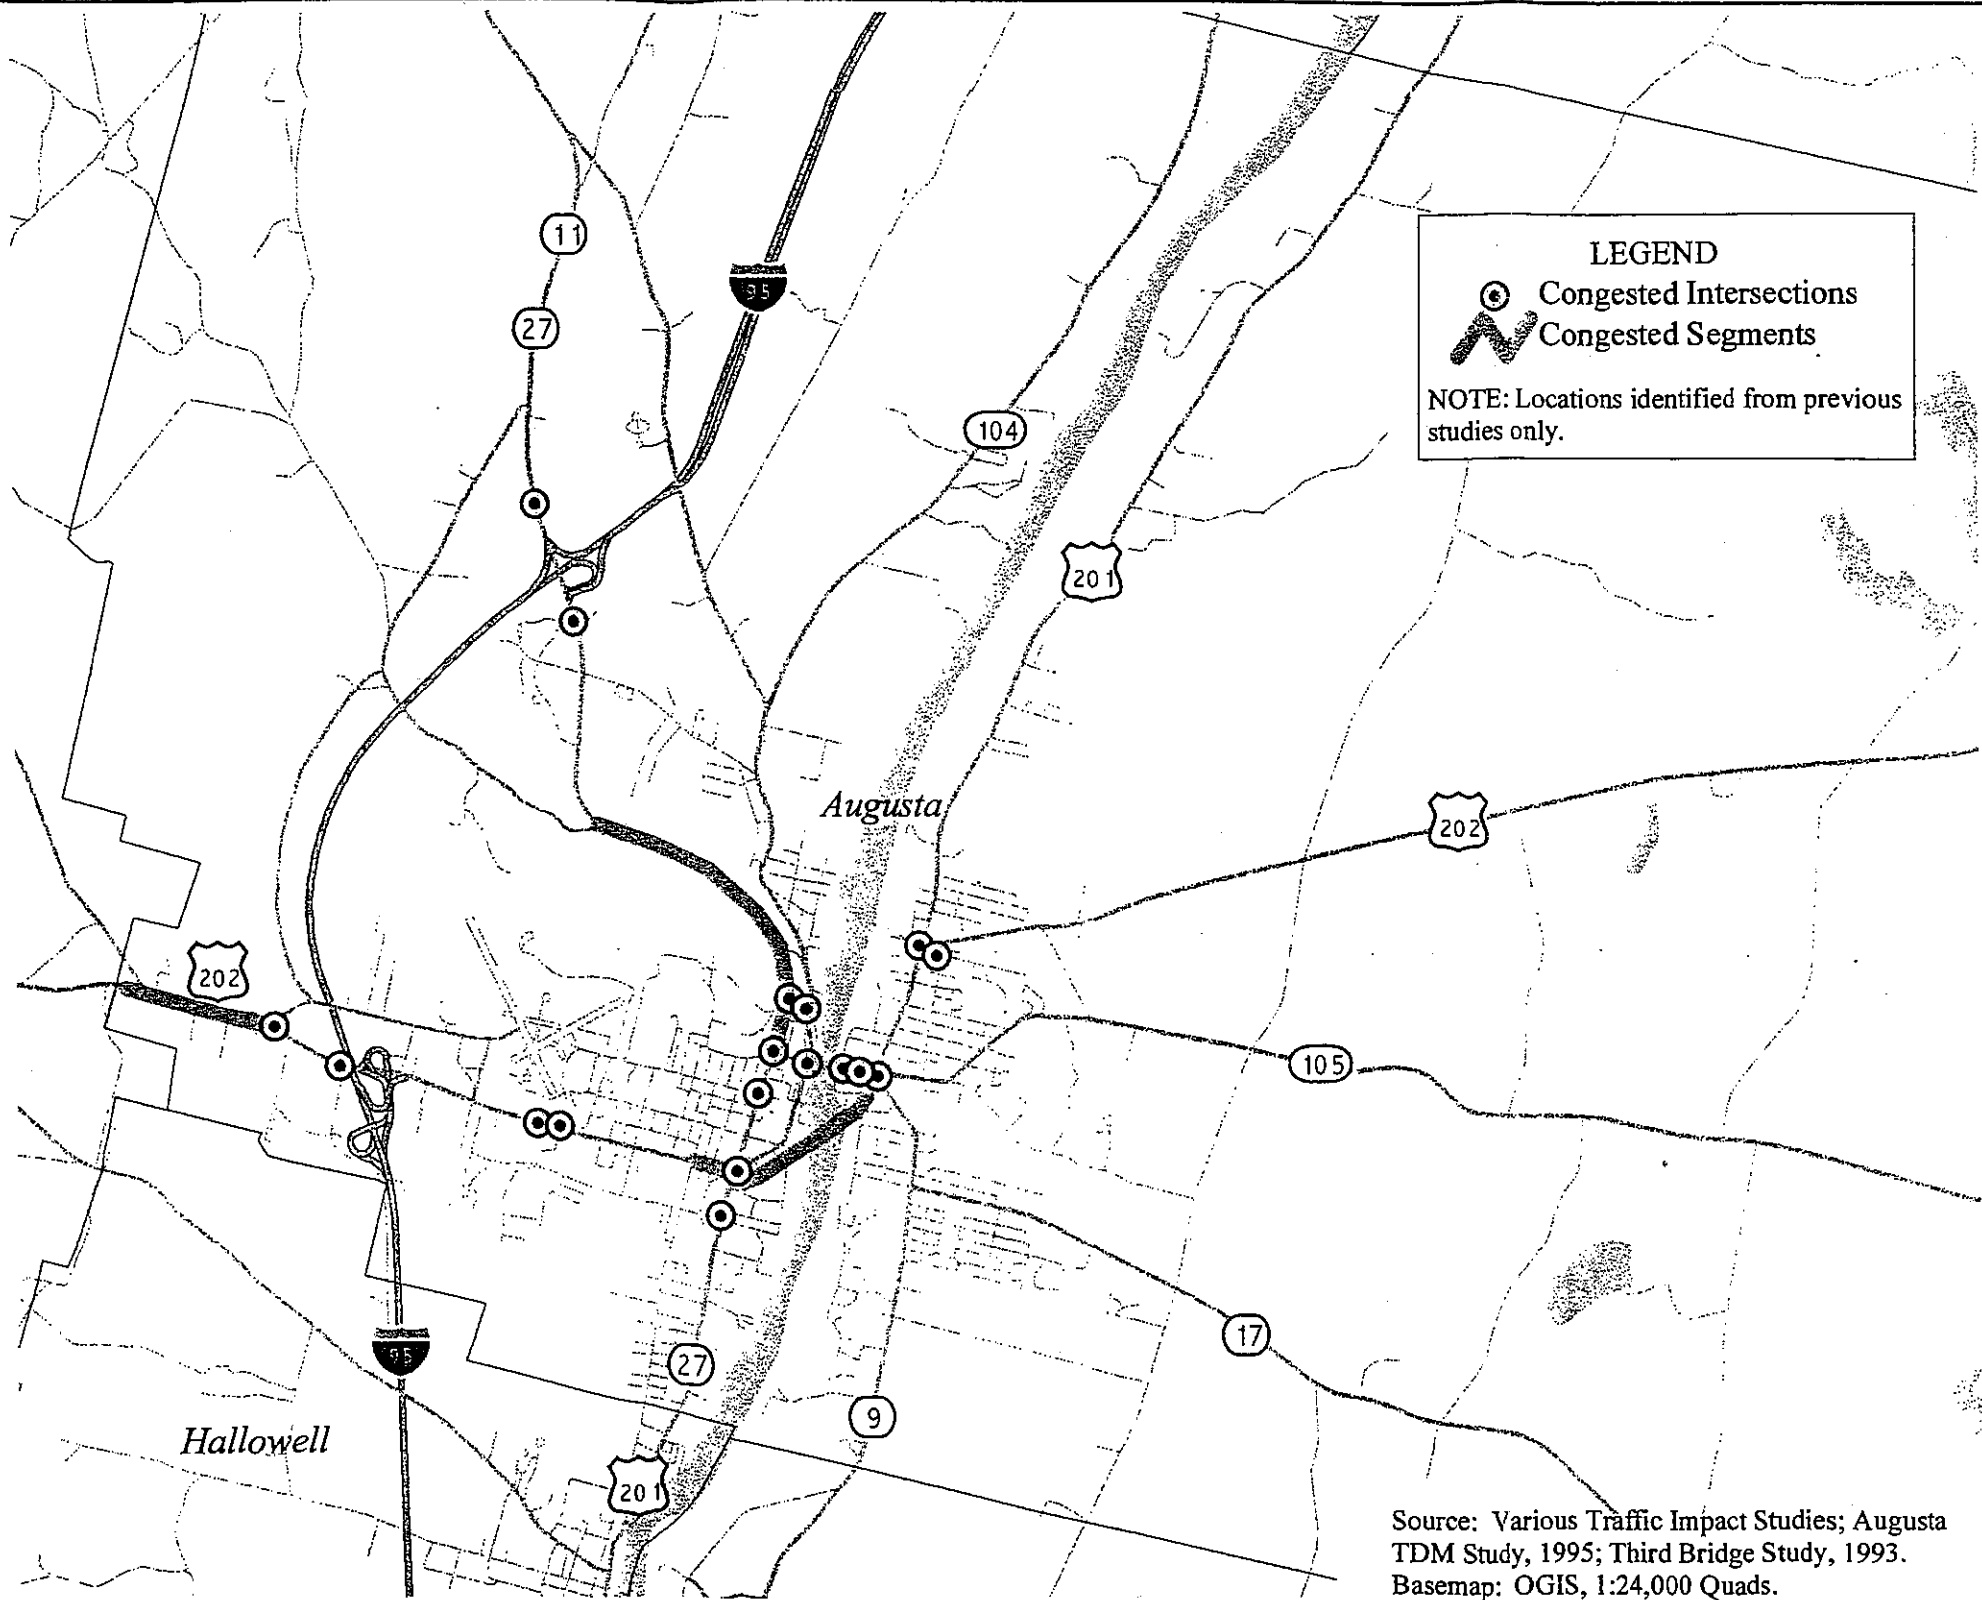 11
95
27
LEGEND
Congested Intersections
Congested Segments
NOTE: Locations identified from previous
studies only.
104
201
Augusta
202
202
105
17
95
27
9
Hallowell
201
Source: Various Traffic Impact Studies; Augusta
TDM Study, 1995; Third Bridge Study, 1993.
Basemap: OGIS, 1:24,000 Quads.